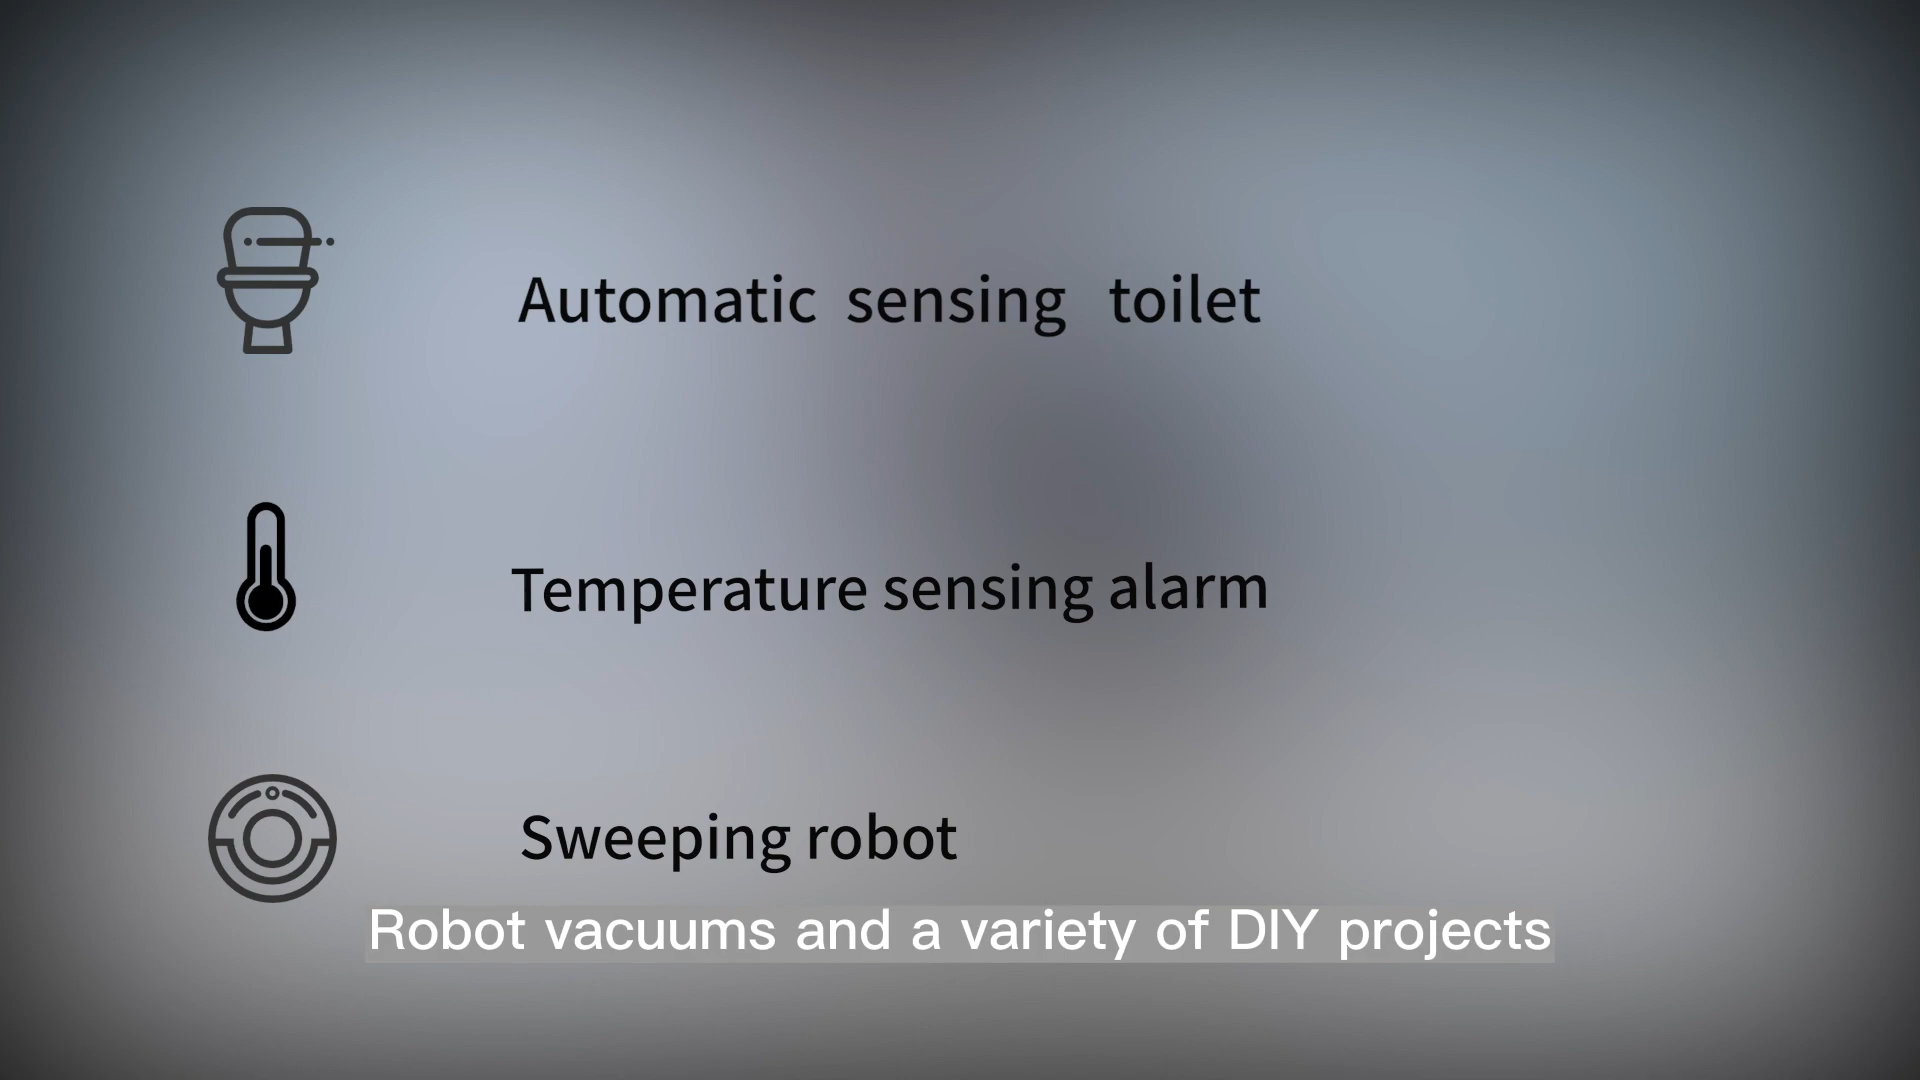 Automatic sensing toilet
Temperature sensing alarm
Sweeping robot
Robot vacuums and a variety of DIY projects